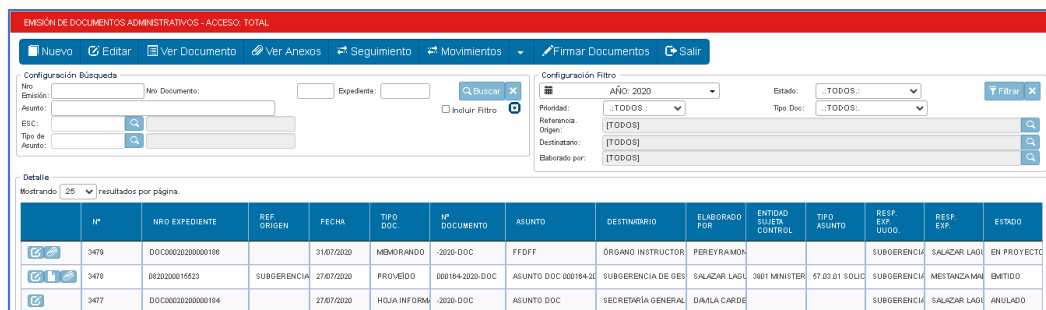 EMISIÓN DE DOCUMENTOS ADMINISTRATIVOS - ACCESO: TOTAL
Nuevo Editar Ver Documento Ver Anexos Seguimiento Movimientos Firmar Documentos Salir
Configuración Búsqueda
Nro Emisión: Nro Documento: Expediente: Buscar
Asunto: Incluir Filtro
ESC:
Tipo de Asunto:
Configuración Filtro
AÑO: 2020 Estado: .:TODOS.: Filtrar
Prioridad: .:TODOS.: Tipo Doc: .:TODOS.:
Referencia. Origen: [TODOS]
Destinatario: [TODOS]
Elaborado por: [TODOS]
Detalle
Mostrando 25 resultados por página.
N° NRO EXPEDIENTE REF. ORIGEN FECHA TIPO DOC. N° DOCUMENTO ASUNTO DESTINATARIO ELABORADO POR ENTIDAD SUJETA CONTROL TIPO ASUNTO RESP. EXP. UUOO. RESP. EXP. ESTADO
3479 DOC00020200000186 31/07/2020 MEMORANDO -2020-DOC FFDFF ÓRGANO INSTRUCTOR PEREYRA MON SUBGERENCIA SALAZAR LAGU EN PROYECTO
3478 0820200015523 SUBGERENCIA 27/07/2020 PROVEÍDO 000164-2020-DOC ASUNTO DOC 000164-20 SUBGERENCIA DE GES SALAZAR LAGU 3901 MINISTER 57.03.01 SOLIC SUBGERENCIA MESTANZA MAI EMITIDO
3477 DOC00020200000184 27/07/2020 HOJA INFORMA -2020-DOC ASUNTO DOC SECRETARÍA GENERAL DAVILA CARDE SUBGERENCIA SALAZAR LAGU ANULADO